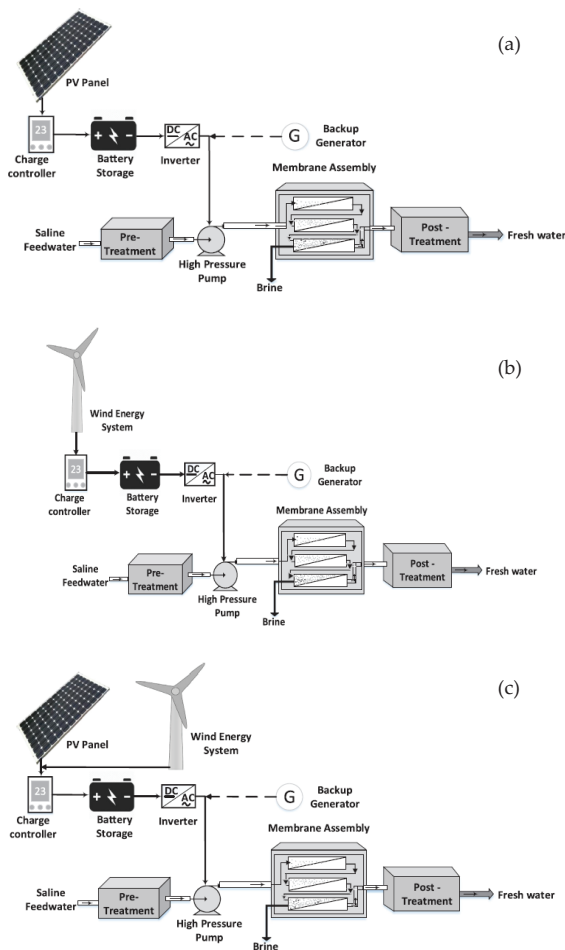 (a)
PV Panel
23
Charge
controller
Battery
Storage
DC
AC
Inverter
G
Backup
Generator
Membrane Assembly
Saline
Feedwater
Pre-
Treatment
High Pressure
Pump
Brine
Post -
Treatment
Fresh water
(b)
Wind Energy
System
23
Charge
controller
Battery
Storage
DC
AC
Inverter
G
Backup
Generator
Membrane Assembly
Saline
Feedwater
Pre-
Treatment
High Pressure
Pump
Brine
Post -
Treatment
Fresh water
(c)
PV Panel
Wind Energy
System
23
Charge
controller
Battery
Storage
DC
AC
Inverter
G
Backup
Generator
Membrane Assembly
Saline
Feedwater
Pre-
Treatment
High Pressure
Pump
Brine
Post -
Treatment
Fresh water